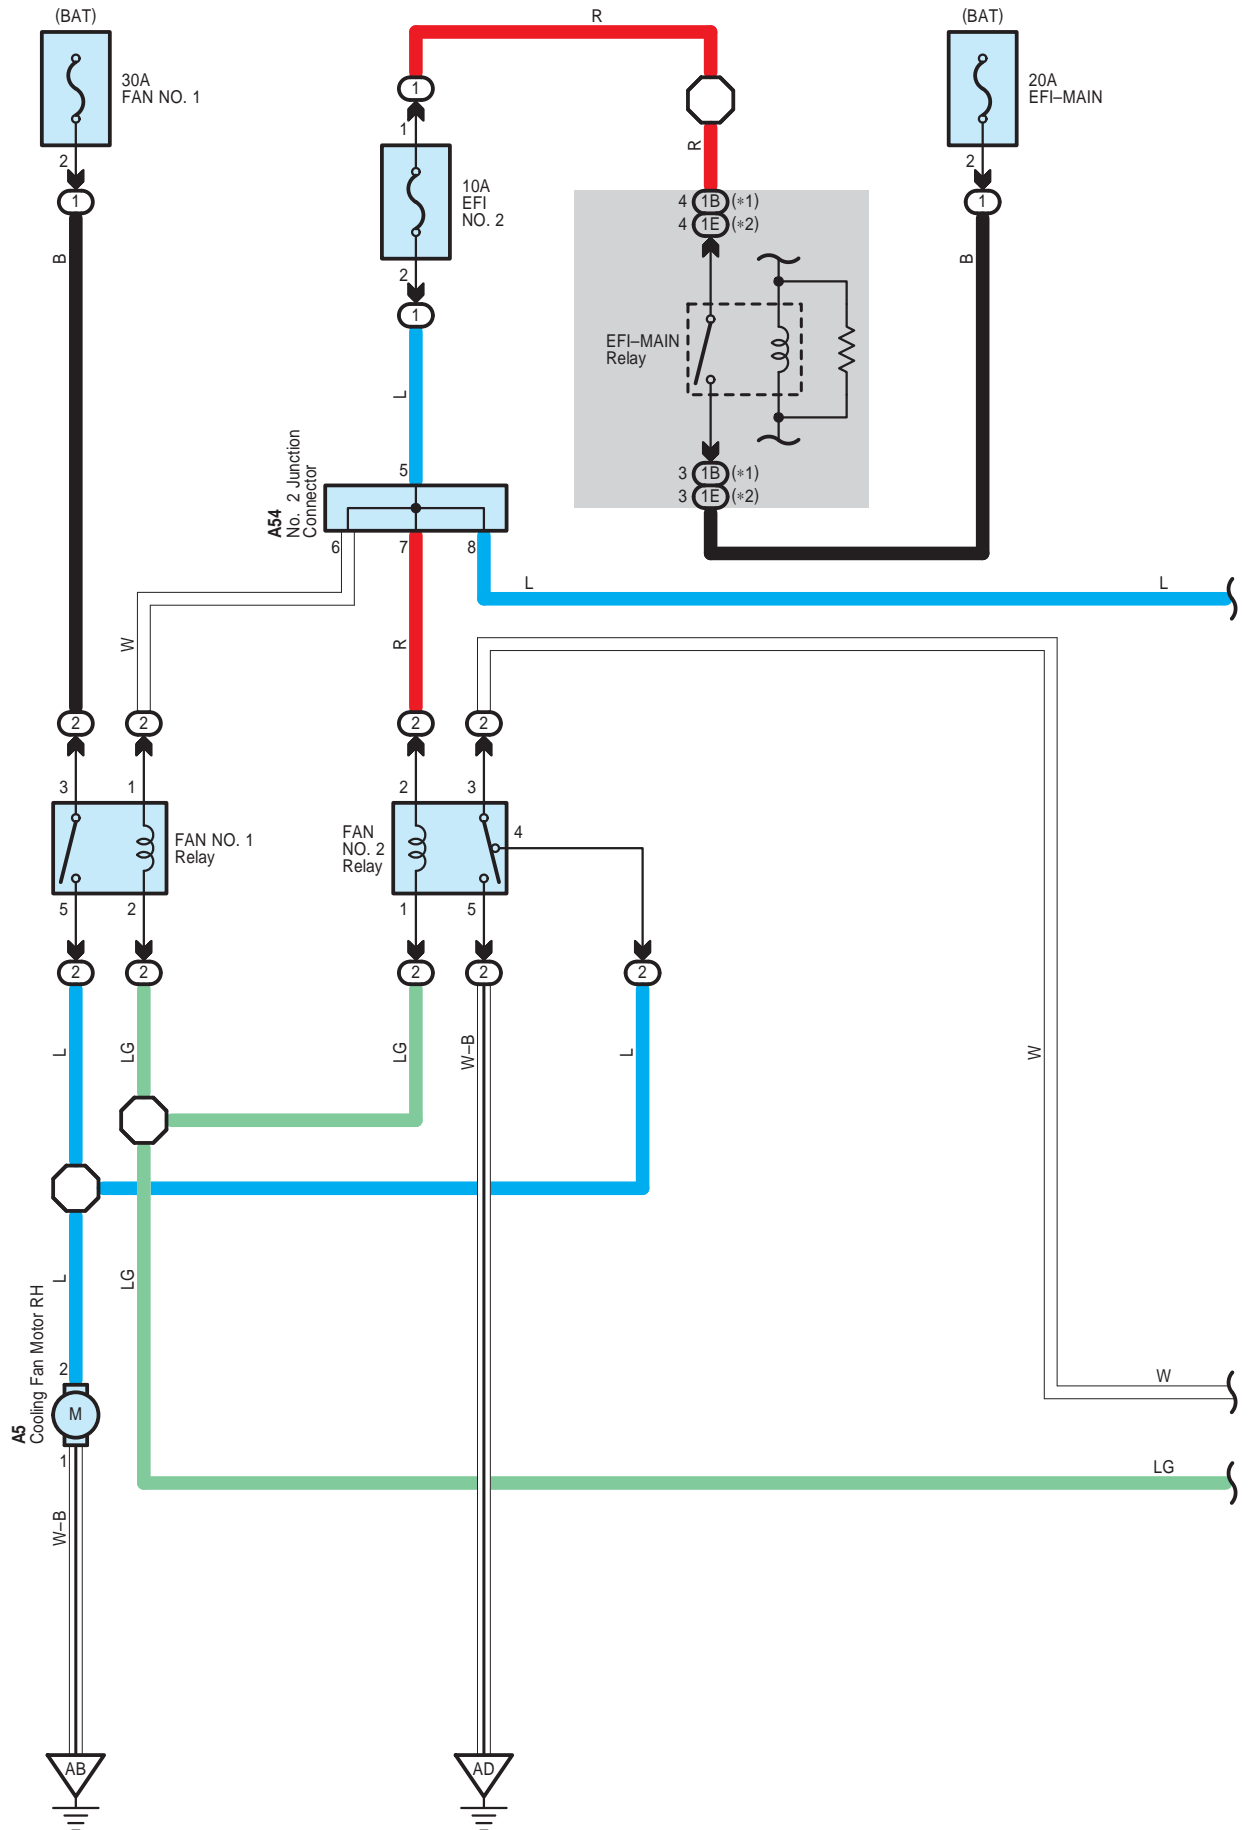 (BAT)
R
(BAT)
30A
FAN NO. 1
20A
EFI–MAIN
1
1
2
2
R
10A
EFI
NO. 2
1
4 1B (*1)
1
4 1E (*2)
B
B
2
1
EFI–MAIN
Relay
L
5
3 1B (*1)
3 1E (*2)
A54
No. 2 Junction
Connector
6
7
8
L
L
W
R
2
2
2
2
3
1
2
3
FAN NO. 1
Relay
FAN
NO. 2
Relay
4
5
2
1
5
2
2
2
2
2
L
LG
LG
W–B
L
W
L
LG
A5
Cooling Fan Motor RH
2
W
M
1
LG
W–B
AB
AD